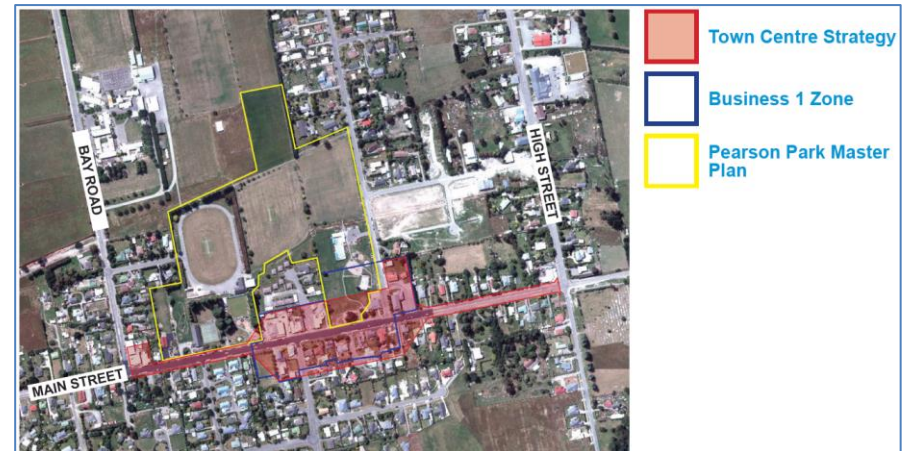 Town Centre Strategy
Business 1 Zone
Pearson Park Master
Plan
BAY ROAD
HIGH STREET
MAIN STREET